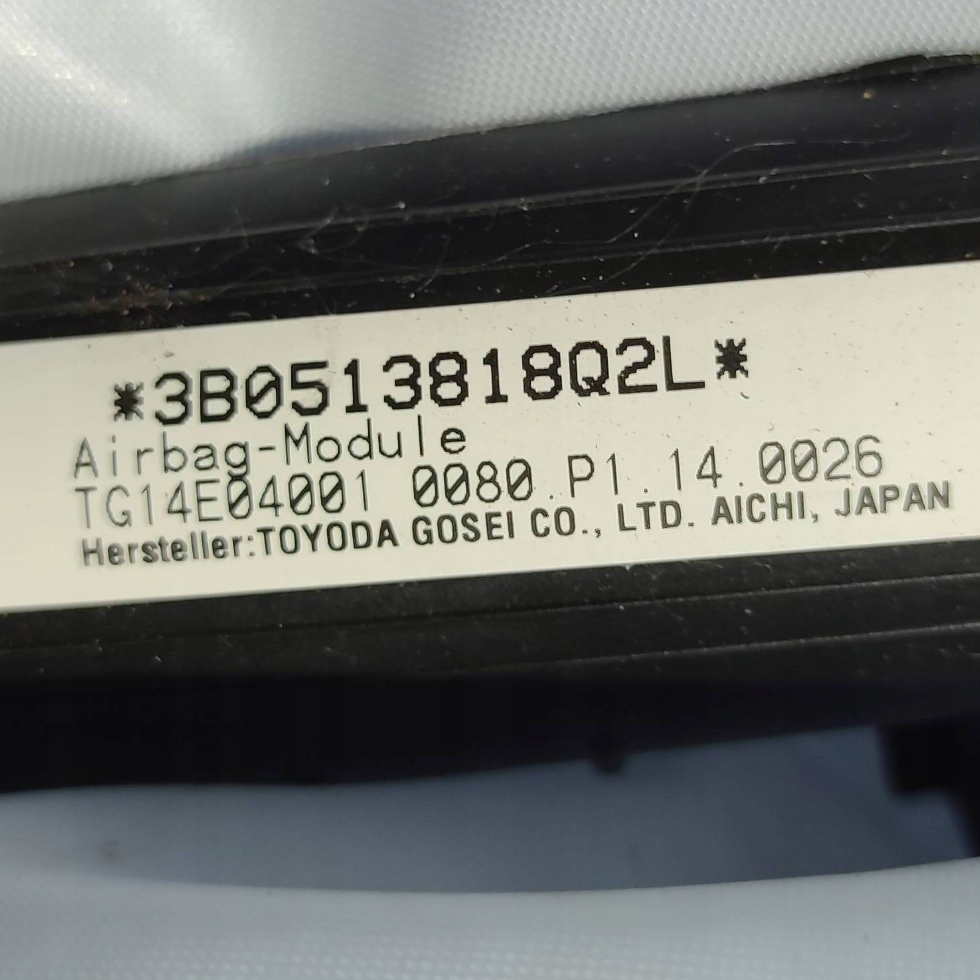 *3B0513818Q2L*
Airbag-Module
TG14E04001 0080.P1.14.0026
Hersteller:TOYODA GOSEI CO., LTD. AICHI, JAPAN